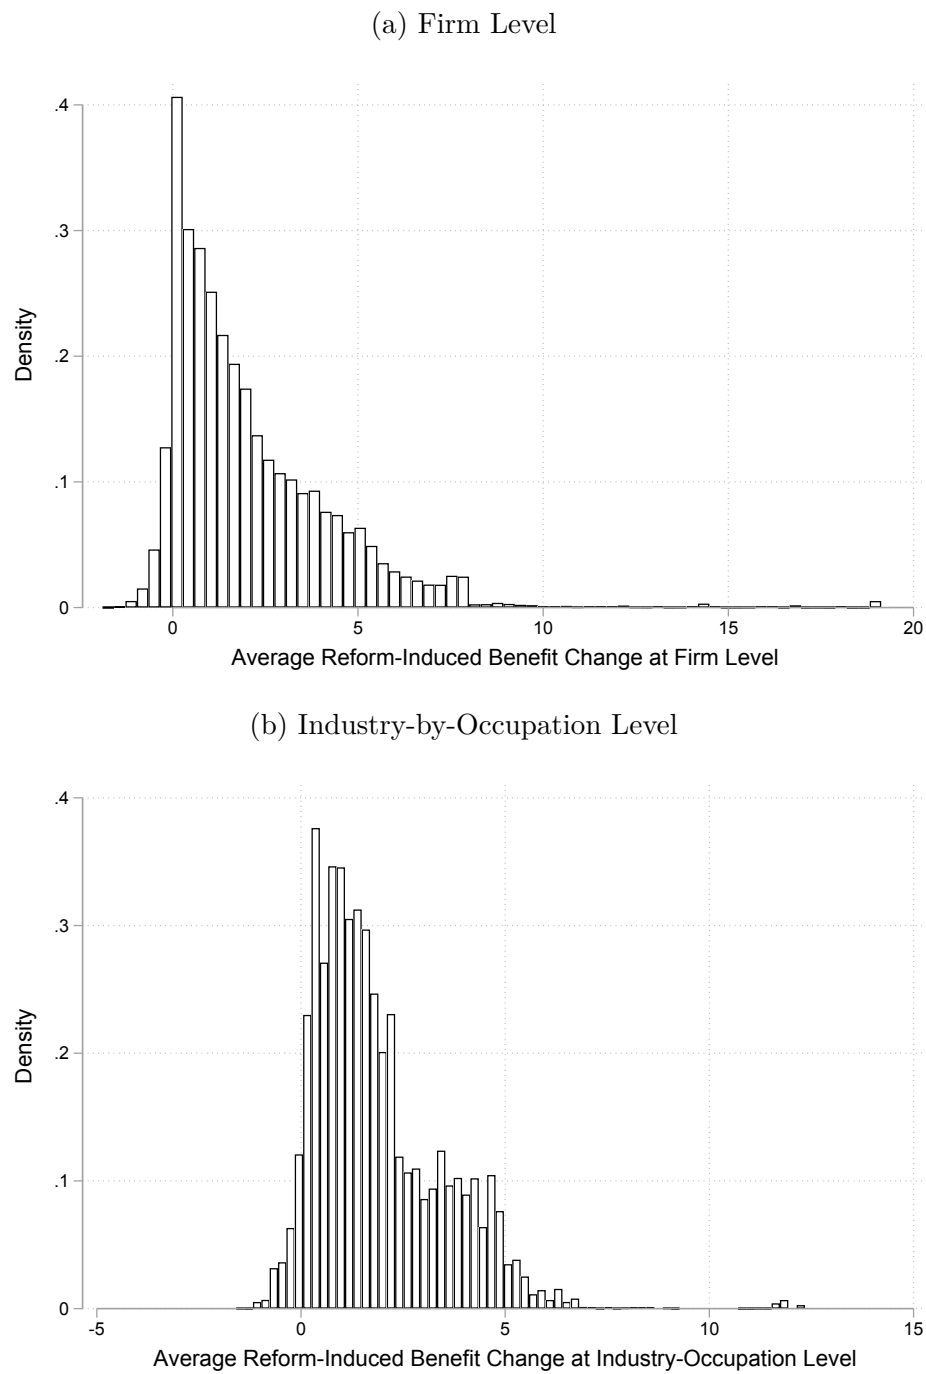 (a) Firm Level
.4
.3
.2
.1
0
Density
0 5 10 15 20
Average Reform-Induced Benefit Change at Firm Level
(b) Industry-by-Occupation Level
.4
.3
.2
.1
0
Density
-5 0 5 10 15
Average Reform-Induced Benefit Change at Industry-Occupation Level